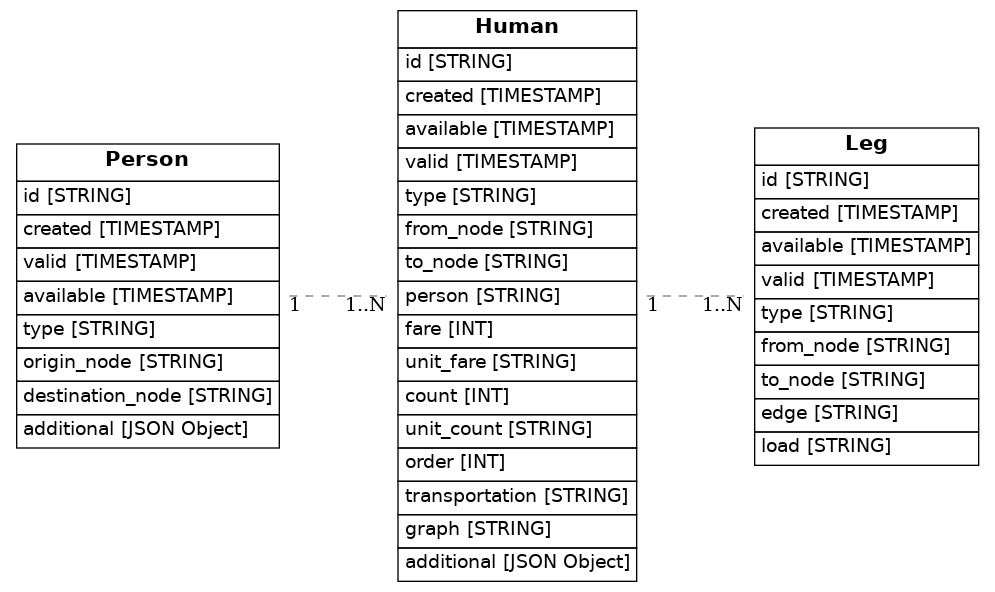 Person
id [STRING]
created [TIMESTAMP]
valid [TIMESTAMP]
available [TIMESTAMP]
type [STRING]
origin_node [STRING]
destination_node [STRING]
additional [JSON Object]
1
1..N
Human
id [STRING]
created [TIMESTAMP]
available [TIMESTAMP]
valid [TIMESTAMP]
type [STRING]
from_node [STRING]
to_node [STRING]
person [STRING]
fare [INT]
unit_fare [STRING]
count [INT]
unit_count [STRING]
order [INT]
transportation [STRING]
graph [STRING]
additional [JSON Object]
1
1..N
Leg
id [STRING]
created [TIMESTAMP]
available [TIMESTAMP]
valid [TIMESTAMP]
type [STRING]
from_node [STRING]
to_node [STRING]
edge [STRING]
load [STRING]